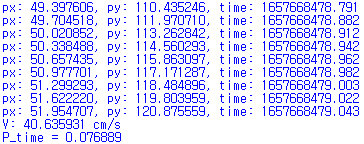 px: 49.397606, py: 110.435246, time: 1657668478.791
px: 49.704518, py: 111.970710, time: 1657668478.882
px: 50.020852, py: 113.262842, time: 1657668478.912
px: 50.338488, py: 114.560293, time: 1657668478.942
px: 50.657435, py: 115.863097, time: 1657668478.962
px: 50.977701, py: 117.171287, time: 1657668478.982
px: 51.299293, py: 118.484896, time: 1657668479.003
px: 51.622220, py: 119.803959, time: 1657668479.022
px: 51.954707, py: 120.875559, time: 1657668479.043
V: 40.635931 cm/s
P_time = 0.076889